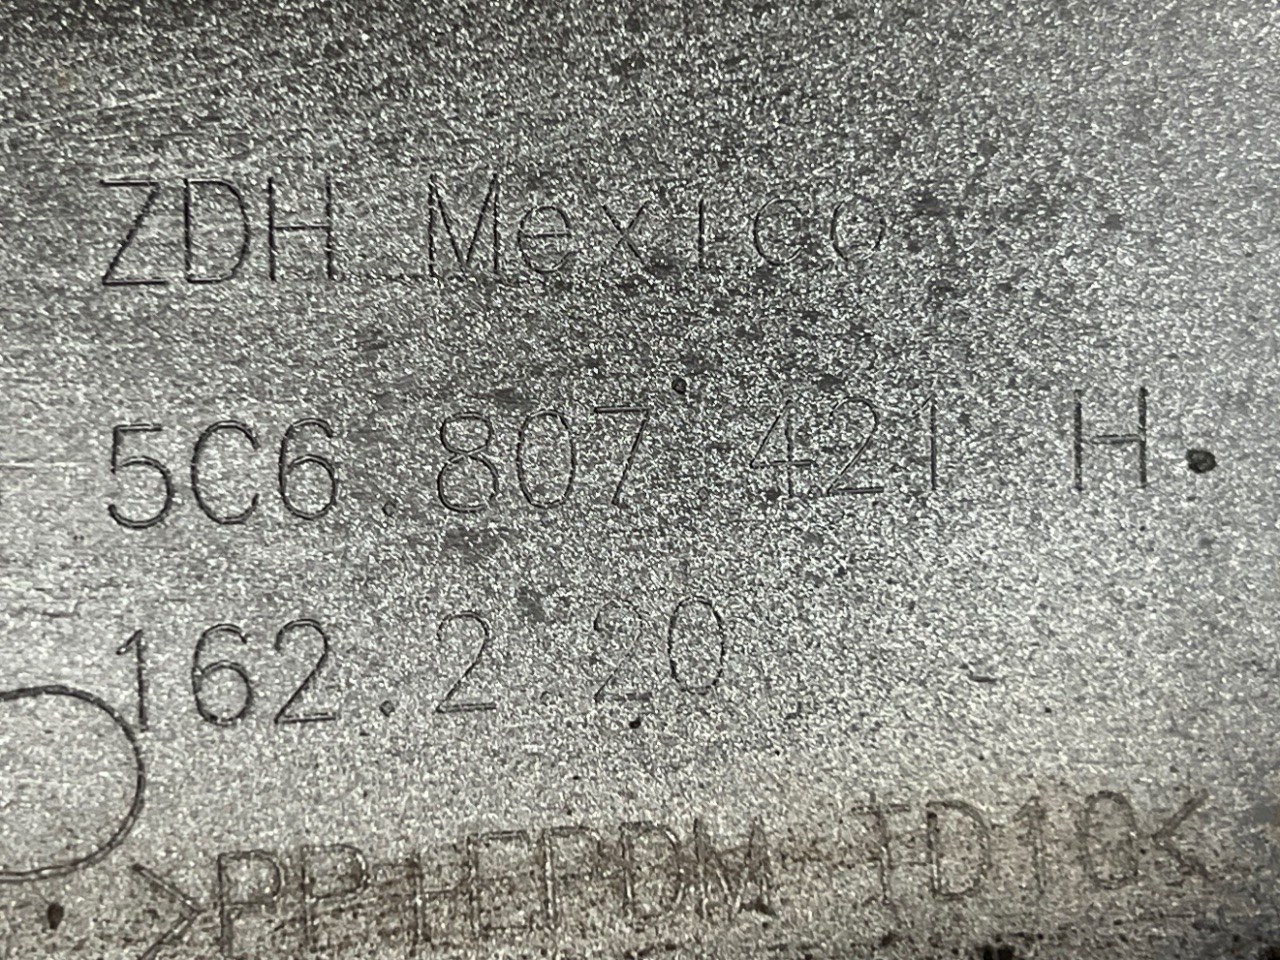 ZDH Mexico
5C6.807 421 H
162.2.20
>PP+EPDM-TD10<